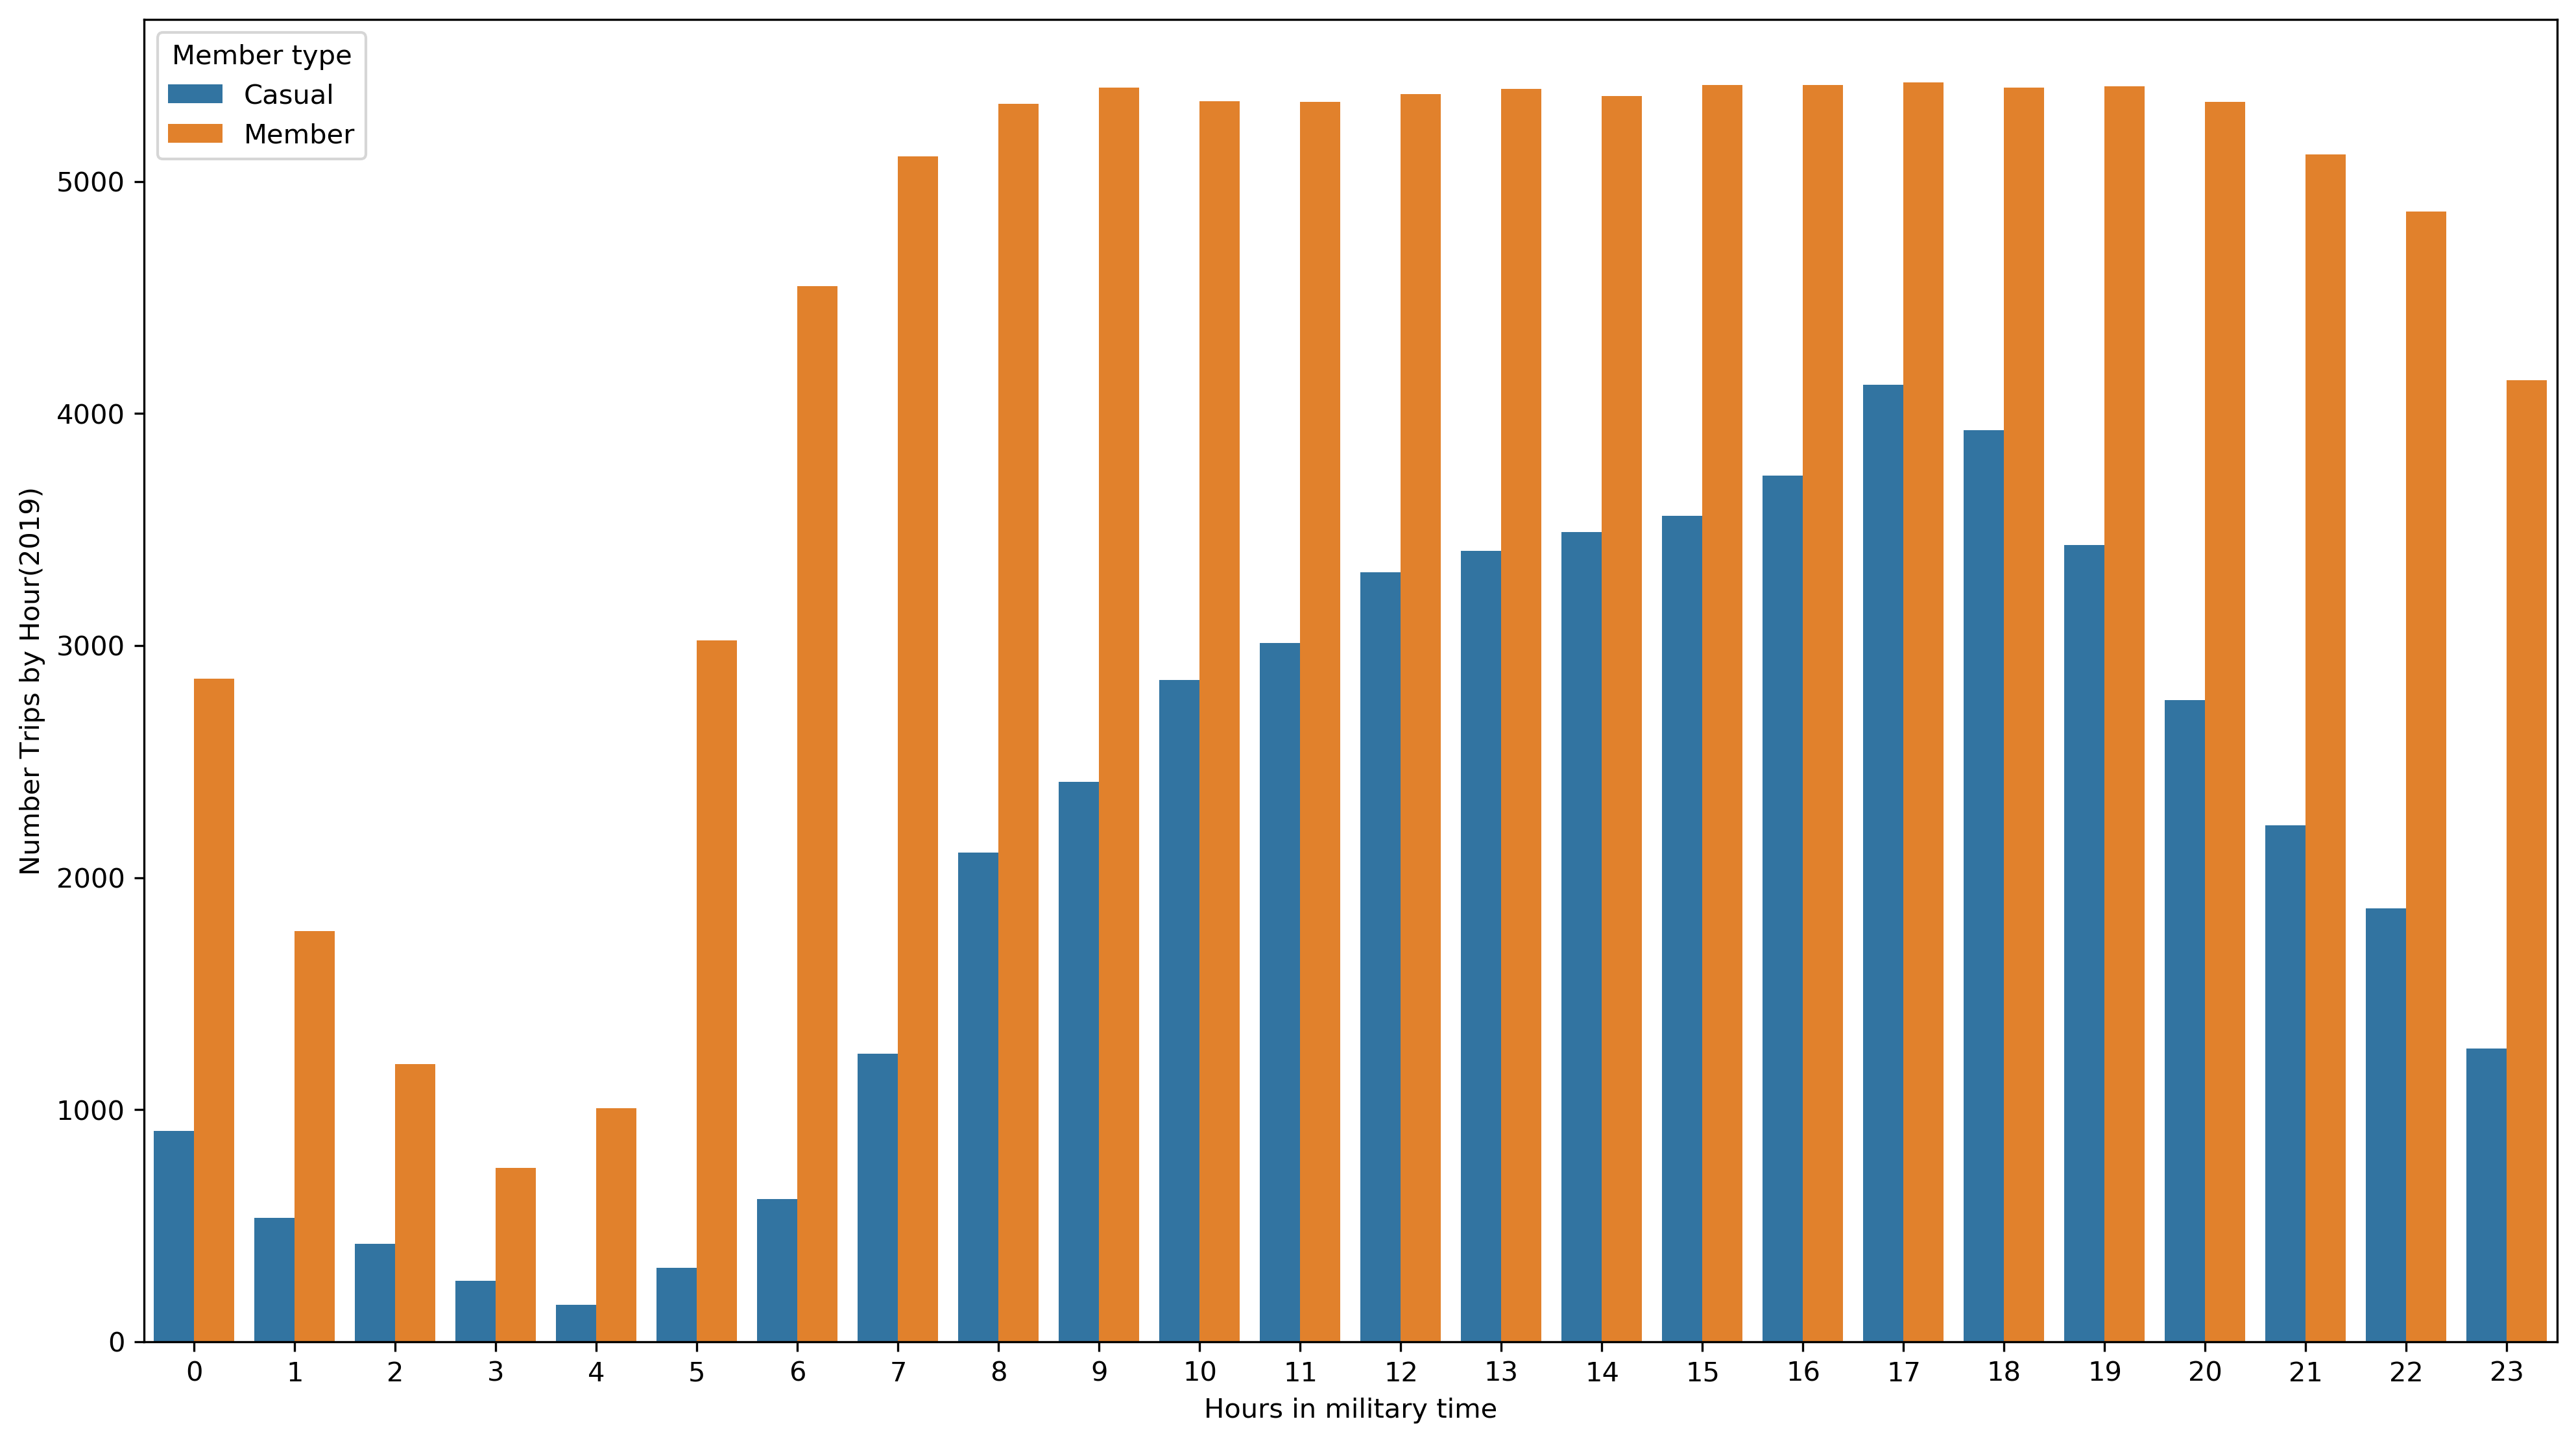 Member type
Casual
Member
5000
4000
3000
2000
1000
0
Number Trips by Hour(2019)
0 1 2 3 4 5 6 7 8 9 10 11 12 13 14 15 16 17 18 19 20 21 22 23
Hours in military time